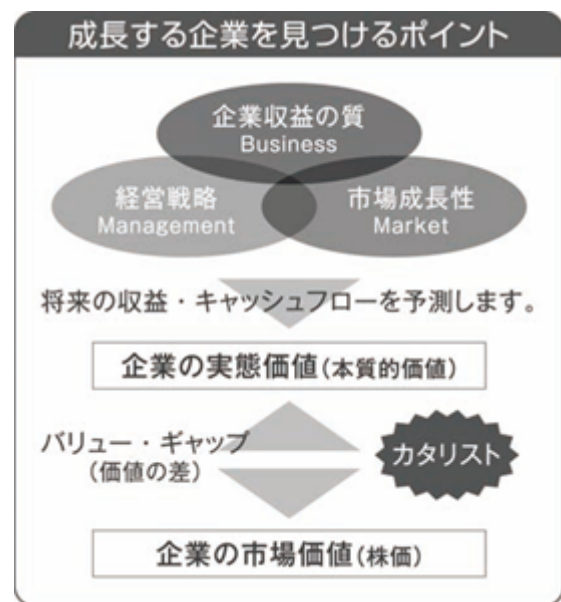 成長する企業を見つけるポイント
企業収益の質
Business
経営戦略
Management
市場成長性
Market
将来の収益・キャッシュフローを予測します。
企業の実態価値(本質的価値)
バリュー・ギャップ
(価値の差)
カタリスト
企業の市場価値(株価)